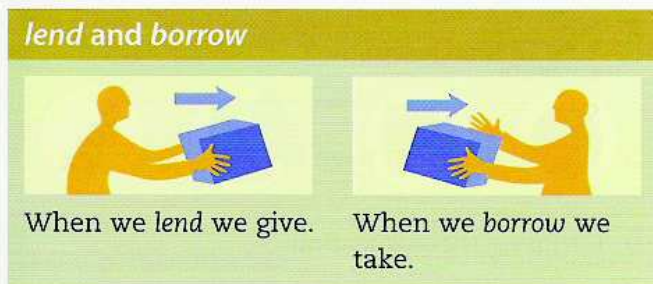 lend and borrow
When we lend we give.
When we borrow we
take.